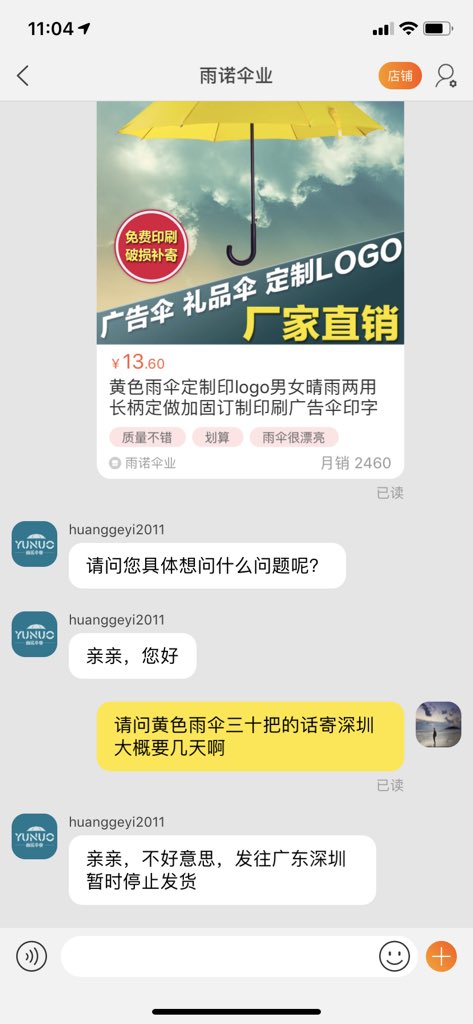 11:04
雨诺伞业
店铺
免费印刷
破损补寄
广告伞 礼品伞 定制LOGO
厂家直销
¥13.60
黄色雨伞定制印logo男女晴雨两用
长柄定做加固订制印刷广告伞印字
质量不错 划算 雨伞很漂亮
雨诺伞业 月销 2460
已读
huanggeyi2011
YUNUO
请问您具体想问什么问题呢?
huanggeyi2011
YUNUO
亲亲，您好
请问黄色雨伞三十把的话寄深圳
大概要几天啊
已读
huanggeyi2011
YUNUO
亲亲，不好意思，发往广东深圳
暂时停止发货